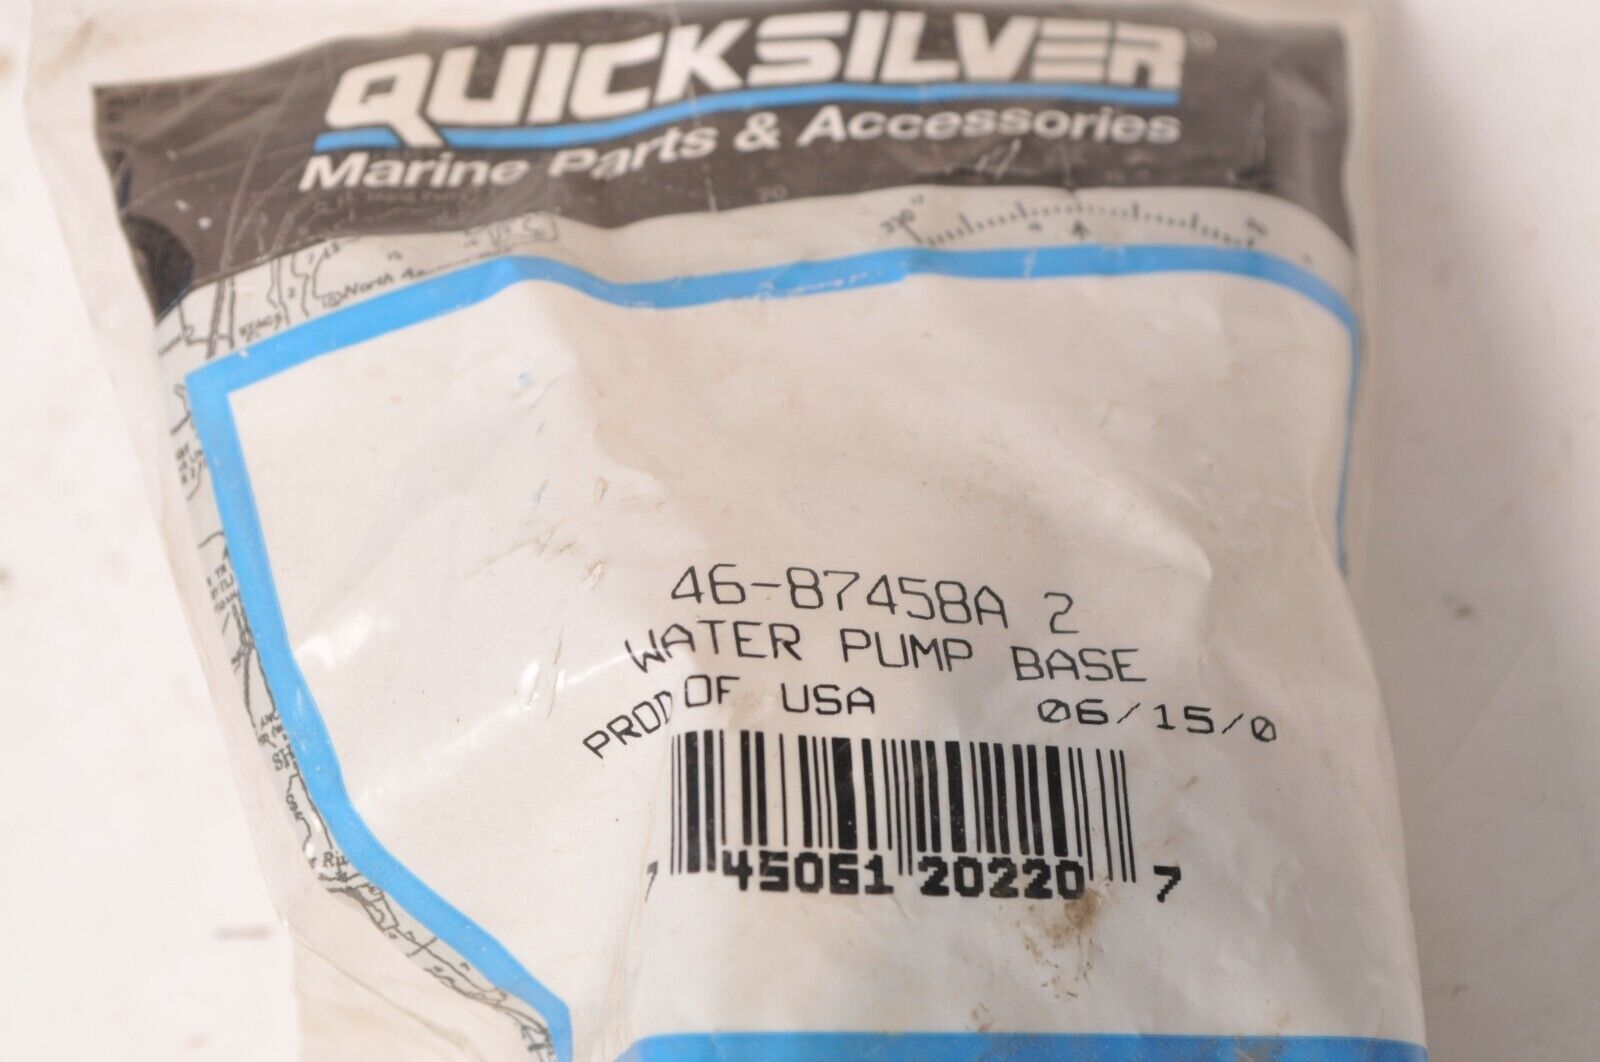 QUICKSILVER®
Marine Parts & Accessories
North
46-87458A 2
WATER PUMP BASE
PROD OF USA 06/15/0
7 45061 20220 7